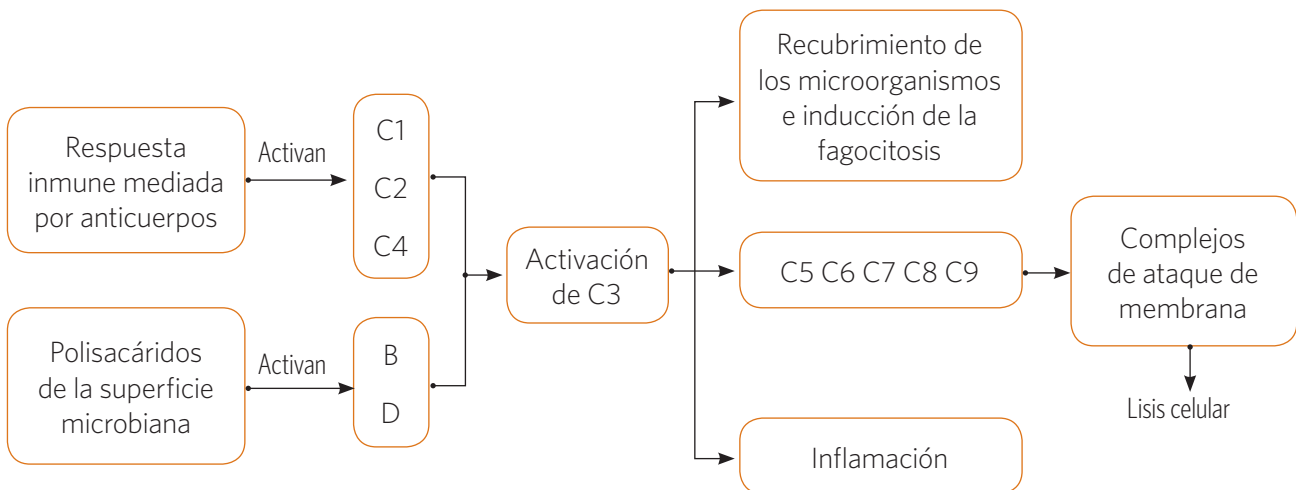 Respuesta
inmune mediada
por anticuerpos
Activan
C1
C2
C4
Polisacáridos
de la superficie
microbiana
Activan
B
D
Activación
de C3
Recubrimiento de
los microorganismos
e inducción de la
fagocitosis
C5 C6 C7 C8 C9
Inflamación
Complejos
de ataque de
membrana
Lisis celular